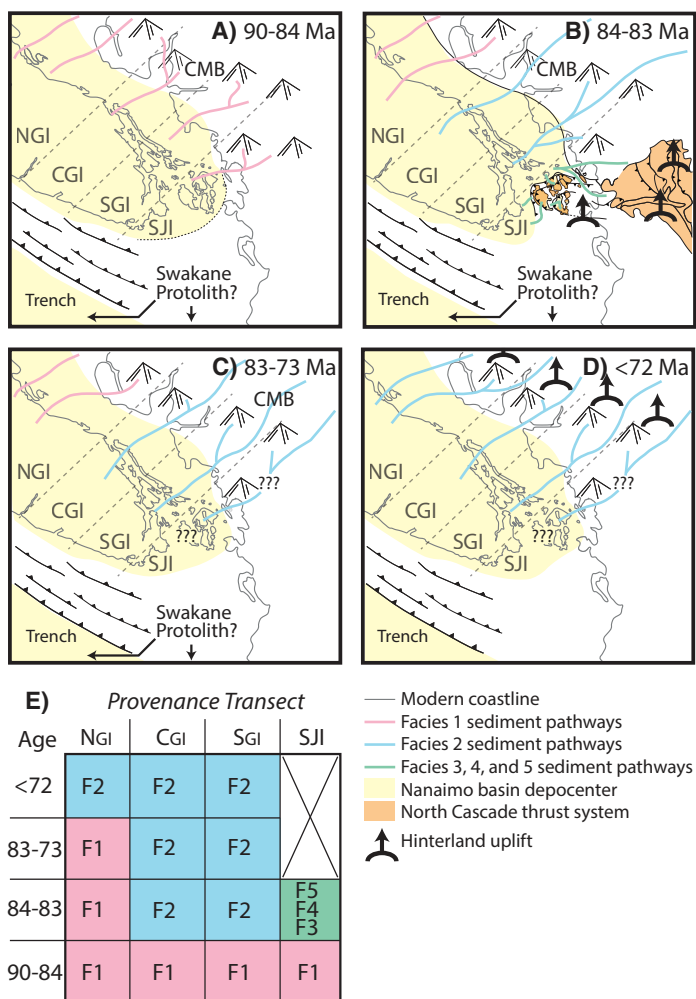 A) 90-84 Ma
CMB
NGI
CGI
SGI
SJI
Swakane
Protolith?
Trench
B) 84-83 Ma
CMB
NGI
CGI
SGI
SJI
Swakane
Protolith?
Trench
C) 83-73 Ma
CMB
???
NGI
CGI
SGI
???
SJI
Swakane
Protolith?
Trench
D) <72 Ma
???
NGI
CGI
SGI
???
SJI
Trench
E) Provenance Transect
Age NGI CGI SGI SJI
<72 F2 F2 F2
83-73 F1 F2 F2
84-83 F1 F2 F2 F5
F4
F3
90-84 F1 F1 F1 F1
Modern coastline
Facies 1 sediment pathways
Facies 2 sediment pathways
Facies 3, 4, and 5 sediment pathways
Nanaimo basin depocenter
North Cascade thrust system
Hinterland uplift